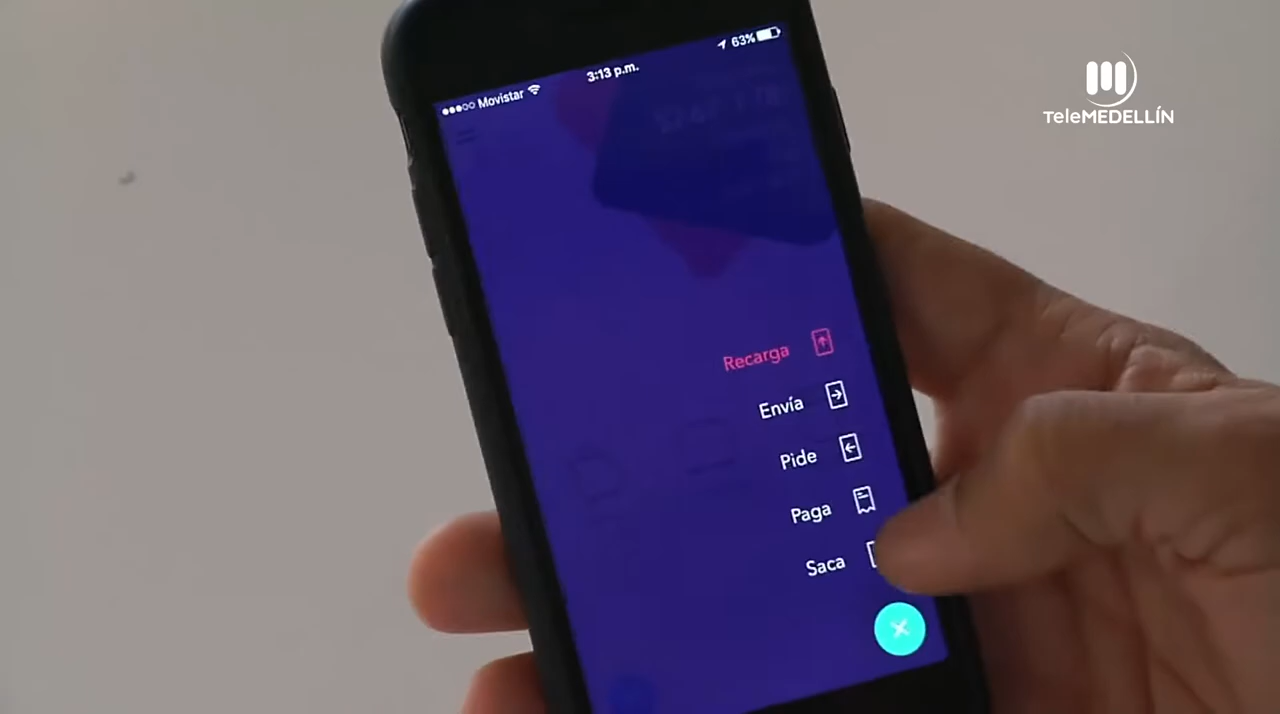 Movistar
3:13 p.m.
63%
TeleMEDELLÍN
Recarga
Envía
Pide
Paga
Saca